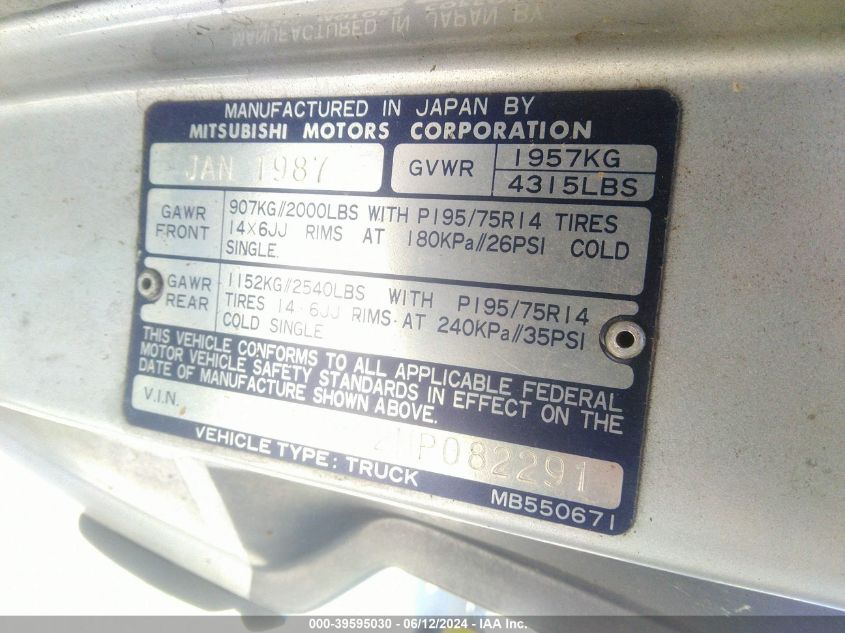 MANUFACTURED IN JAPAN BY
MANUFACTURED IN JAPAN BY
MITSUBISHI MOTORS CORPORATION
JAN 1987
GVWR
1957KG
4315LBS
GAWR FRONT
907KG//2000LBS WITH P195/75R14 TIRES
14×6JJ RIMS AT 180KPa//26PSI COLD
SINGLE
GAWR REAR
1152KG//2540LBS WITH P195/75R14
TIRES 14·6JJ RIMS AT 240KPa//35PSI
COLD SINGLE
THIS VEHICLE CONFORMS TO ALL APPLICABLE FEDERAL
MOTOR VEHICLE SAFETY STANDARDS IN EFFECT ON THE
DATE OF MANUFACTURE SHOWN ABOVE.
V.I.N.
P082291
VEHICLE TYPE: TRUCK
MB550671
000-39595030 - 06/12/2024 - IAA Inc.